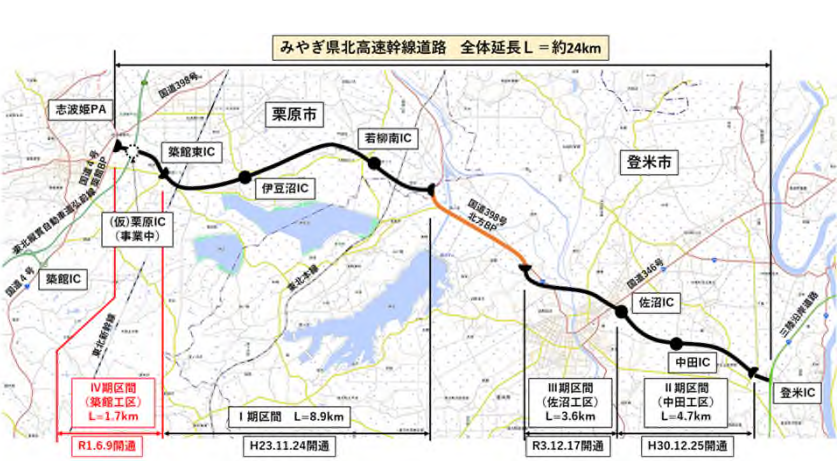 みやぎ県北高速幹線道路 全体延長L=約24km
国道398号
志波姫PA
栗原市
若柳南IC
築館東IC
登米市
国道4号
築館BP
伊豆沼IC
国道398号
北方BP
(仮)栗原IC
(事業中)
東北縦貫自動車道弘前線
築館IC
国道4号
東北本線
国道346号
佐沼IC
三陸沿岸道路
東北新幹線
中田IC
登米IC
Ⅳ期区間
(築館工区)
L=1.7km
Ⅰ期区間 L=8.9km
Ⅲ期区間
(佐沼工区)
L=3.6km
Ⅱ期区間
(中田工区)
L=4.7km
R1.6.9開通
H23.11.24開通
R3.12.17開通
H30.12.25開通